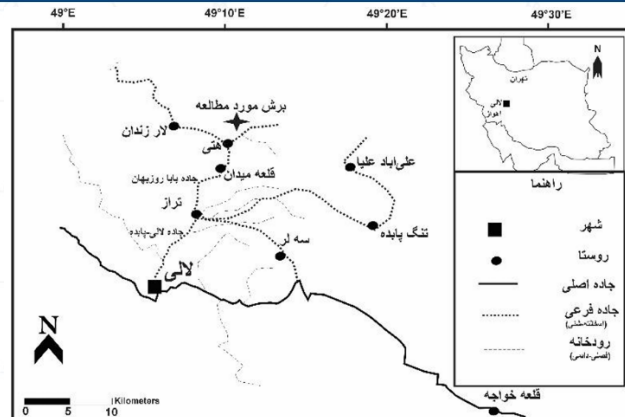 49°E
49°10'E
49°20'E
49°30'E
برش مورد مطالعه
لار زندان
هتی
قلعه میدان
جاده بابا روزبهان
تراز
جاده لالی-پابده
علی‌اباد علیا
تنگ پابده
سه لر
لالی
N
0 5 10 Kilometers
قلعه خواجه
N
تهران
لالی
اهواز
راهنما
شهر
روستا
جاده اصلی
جاده فرعی
(اسفالته-شنی)
رودخانه
(فصلی-دائمی)